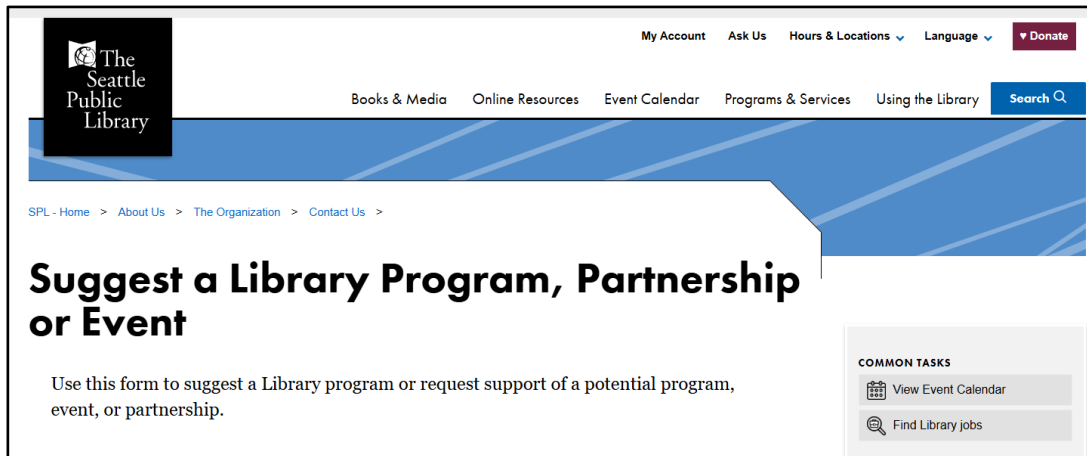 My Account Ask Us Hours & Locations Language ♥ Donate
The
Seattle
Public
Library
Books & Media Online Resources Event Calendar Programs & Services Using the Library Search
SPL - Home > About Us > The Organization > Contact Us >
Suggest a Library Program, Partnership
or Event
Use this form to suggest a Library program or request support of a potential program,
event, or partnership.
COMMON TASKS
View Event Calendar
Find Library jobs